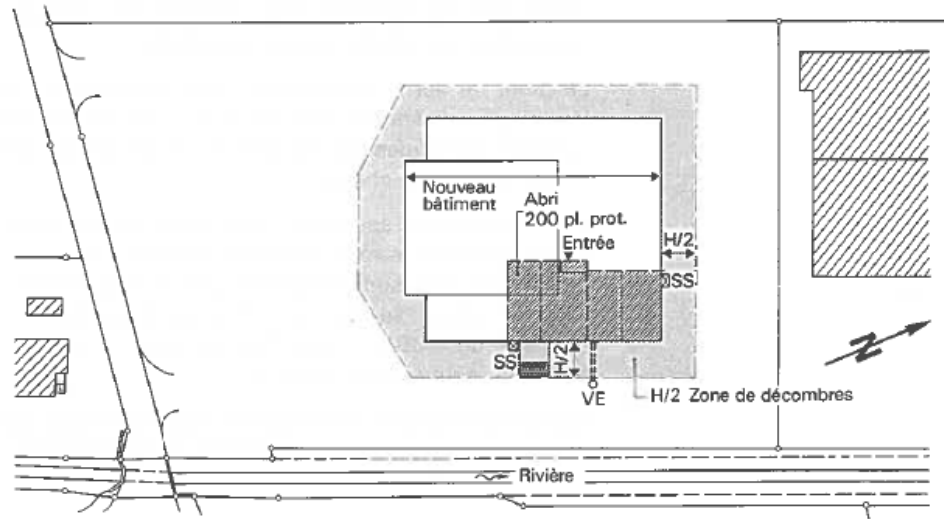 Nouveau
bâtiment
Abri
200 pl. prot.
Entrée
H/2
SS
N
SS
H/2
VE
H/2 Zone de décombres
Rivière